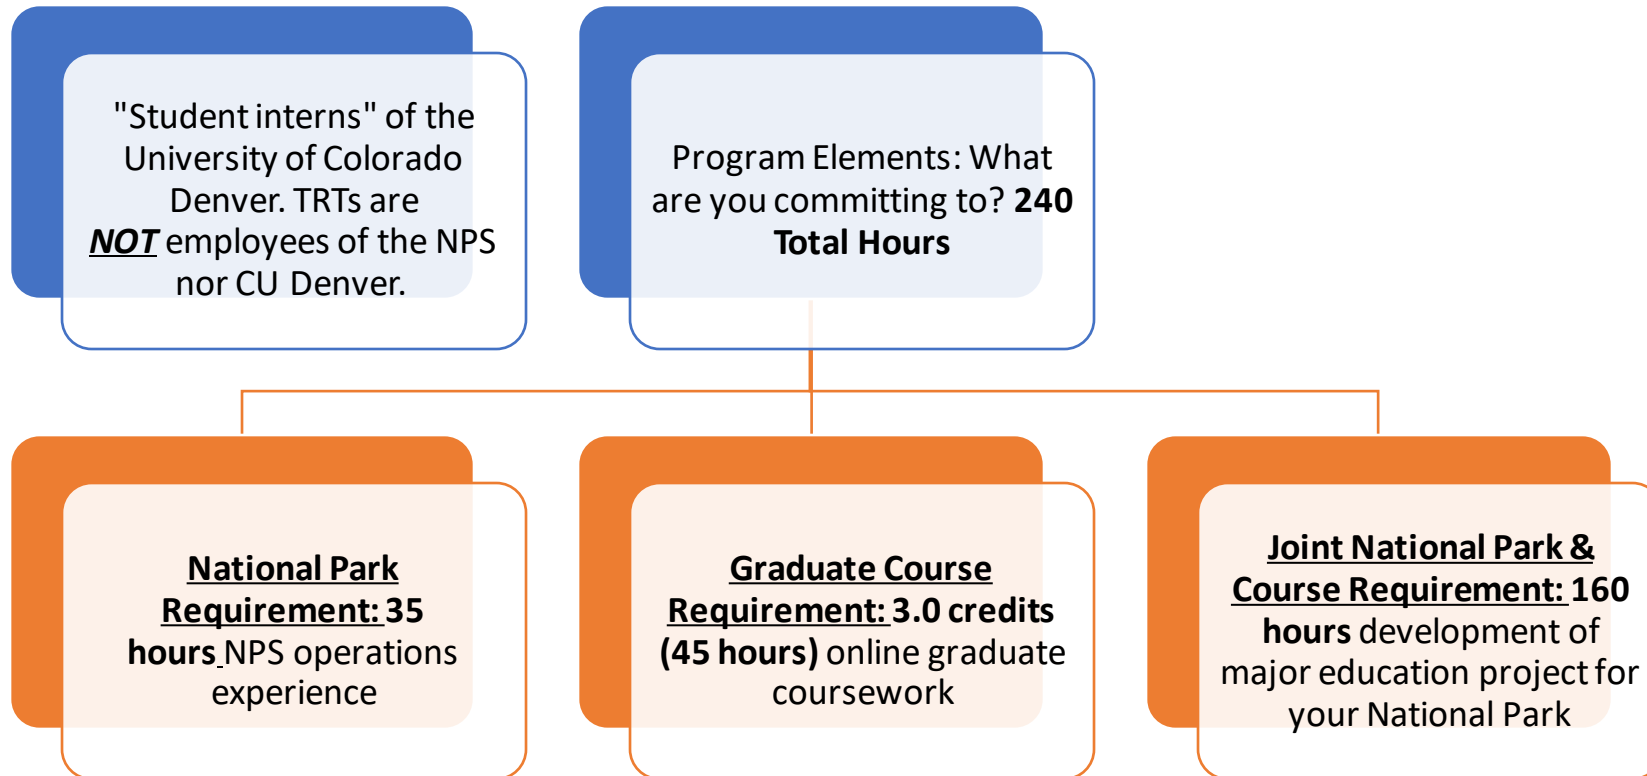 "Student interns" of the
University of Colorado
Denver. TRTs are
NOT employees of the NPS
nor CU Denver.
Program Elements: What
are you committing to? 240
Total Hours
National Park
Requirement: 35
hours NPS operations
experience
Graduate Course
Requirement: 3.0 credits
(45 hours) online graduate
coursework
Joint National Park &
Course Requirement: 160
hours development of
major education project for
your National Park